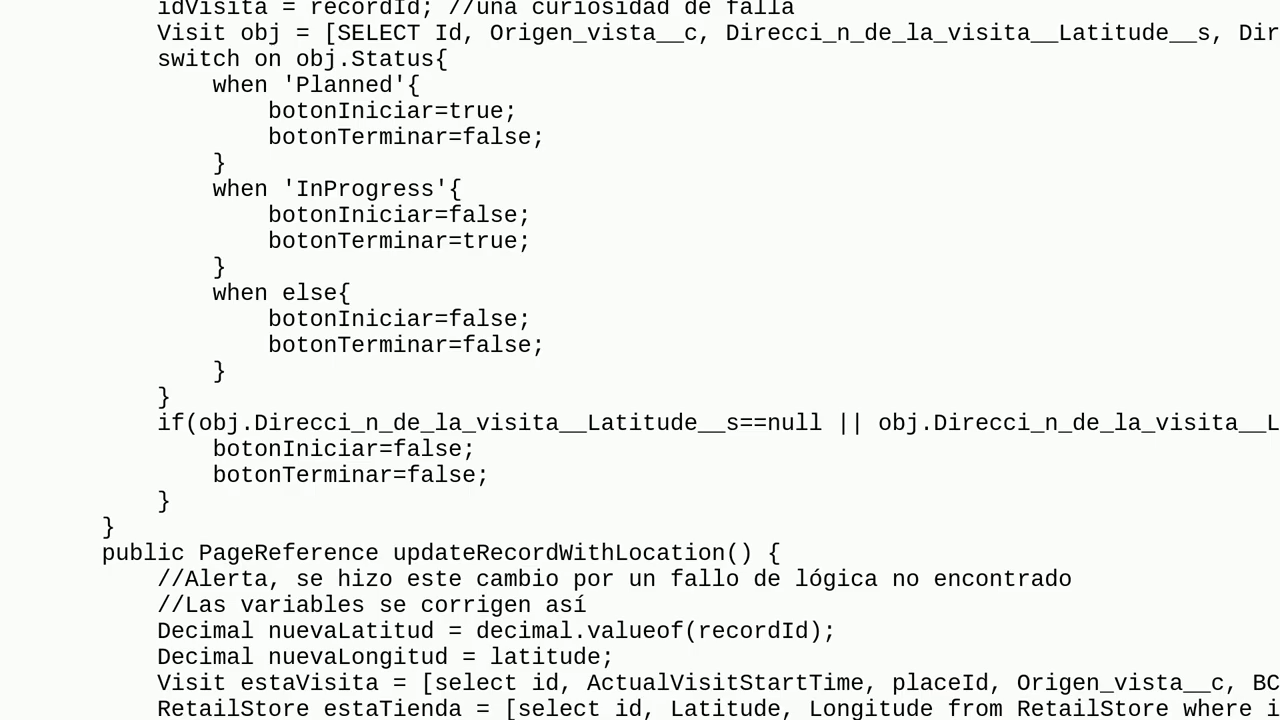 idVisita = recordId; //una curiosidad de falla
Visit obj = [SELECT Id, Origen_vista__c, Direcci_n_de_la_visita__Latitude__s, Dir
switch on obj.Status{
when 'Planned'{
botonIniciar=true;
botonTerminar=false;
}
when 'InProgress'{
botonIniciar=false;
botonTerminar=true;
}
when else{
botonIniciar=false;
botonTerminar=false;
}
}
if(obj.Direcci_n_de_la_visita__Latitude__s==null || obj.Direcci_n_de_la_visita__L
botonIniciar=false;
botonTerminar=false;
}
}
public PageReference updateRecordWithLocation() {
//Alerta, se hizo este cambio por un fallo de lógica no encontrado
//Las variables se corrigen así
Decimal nuevaLatitud = decimal.valueof(recordId);
Decimal nuevaLongitud = latitude;
Visit estaVisita = [select id, ActualVisitStartTime, placeId, Origen_vista__c, BC
RetailStore estaTienda = [select id, Latitude, Longitude from RetailStore where i